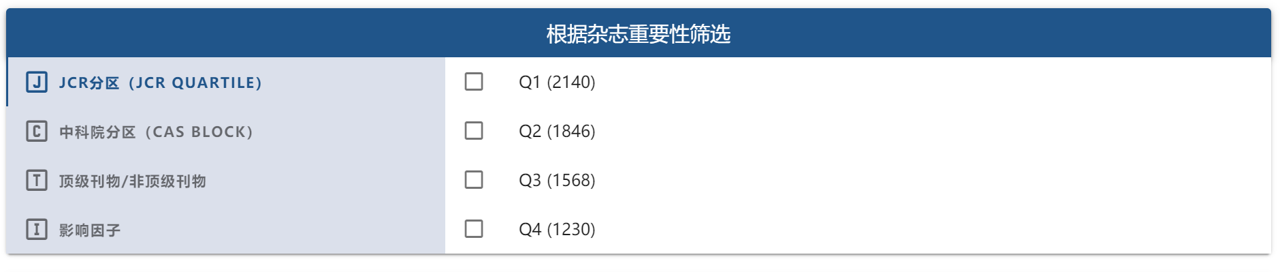 根据杂志重要性筛选
J JCR分区（JCR QUARTILE）
C 中科院分区（CAS BLOCK）
T 顶级刊物/非顶级刊物
I 影响因子
Q1 (2140)
Q2 (1846)
Q3 (1568)
Q4 (1230)